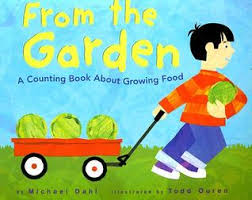 From the
Garden
A Counting Book About Growing Food
by Michael Dahl illustrated by Todd Ouren